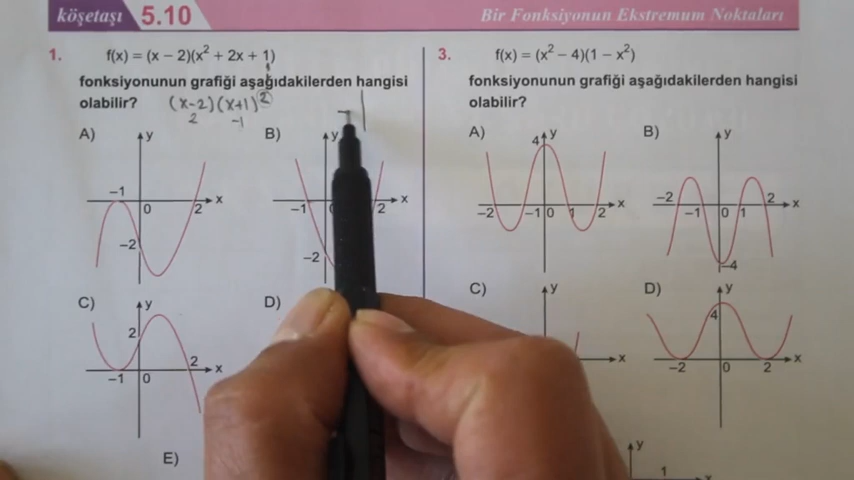 köşetaşı 5.10
Bir Fonksiyonun Ekstremum Noktaları
1. f(x) = (x – 2)(x² + 2x + 1)
fonksiyonunun grafiği aşağıdakilerden hangisi
olabilir? (x-2)(x+1)²
2 -1
A) y -1 0 2 x -2
B) y -1 2 x -2
C) y 2 -1 0 2 x
D)
E)
3. f(x) = (x² – 4)(1 – x²)
fonksiyonunun grafiği aşağıdakilerden hangisi
olabilir?
A) 4 y -2 -1 0 1 2 x
B) y -2 -1 0 1 2 x -4
C) y x
D) y 4 -2 0 2 x
y 1 x